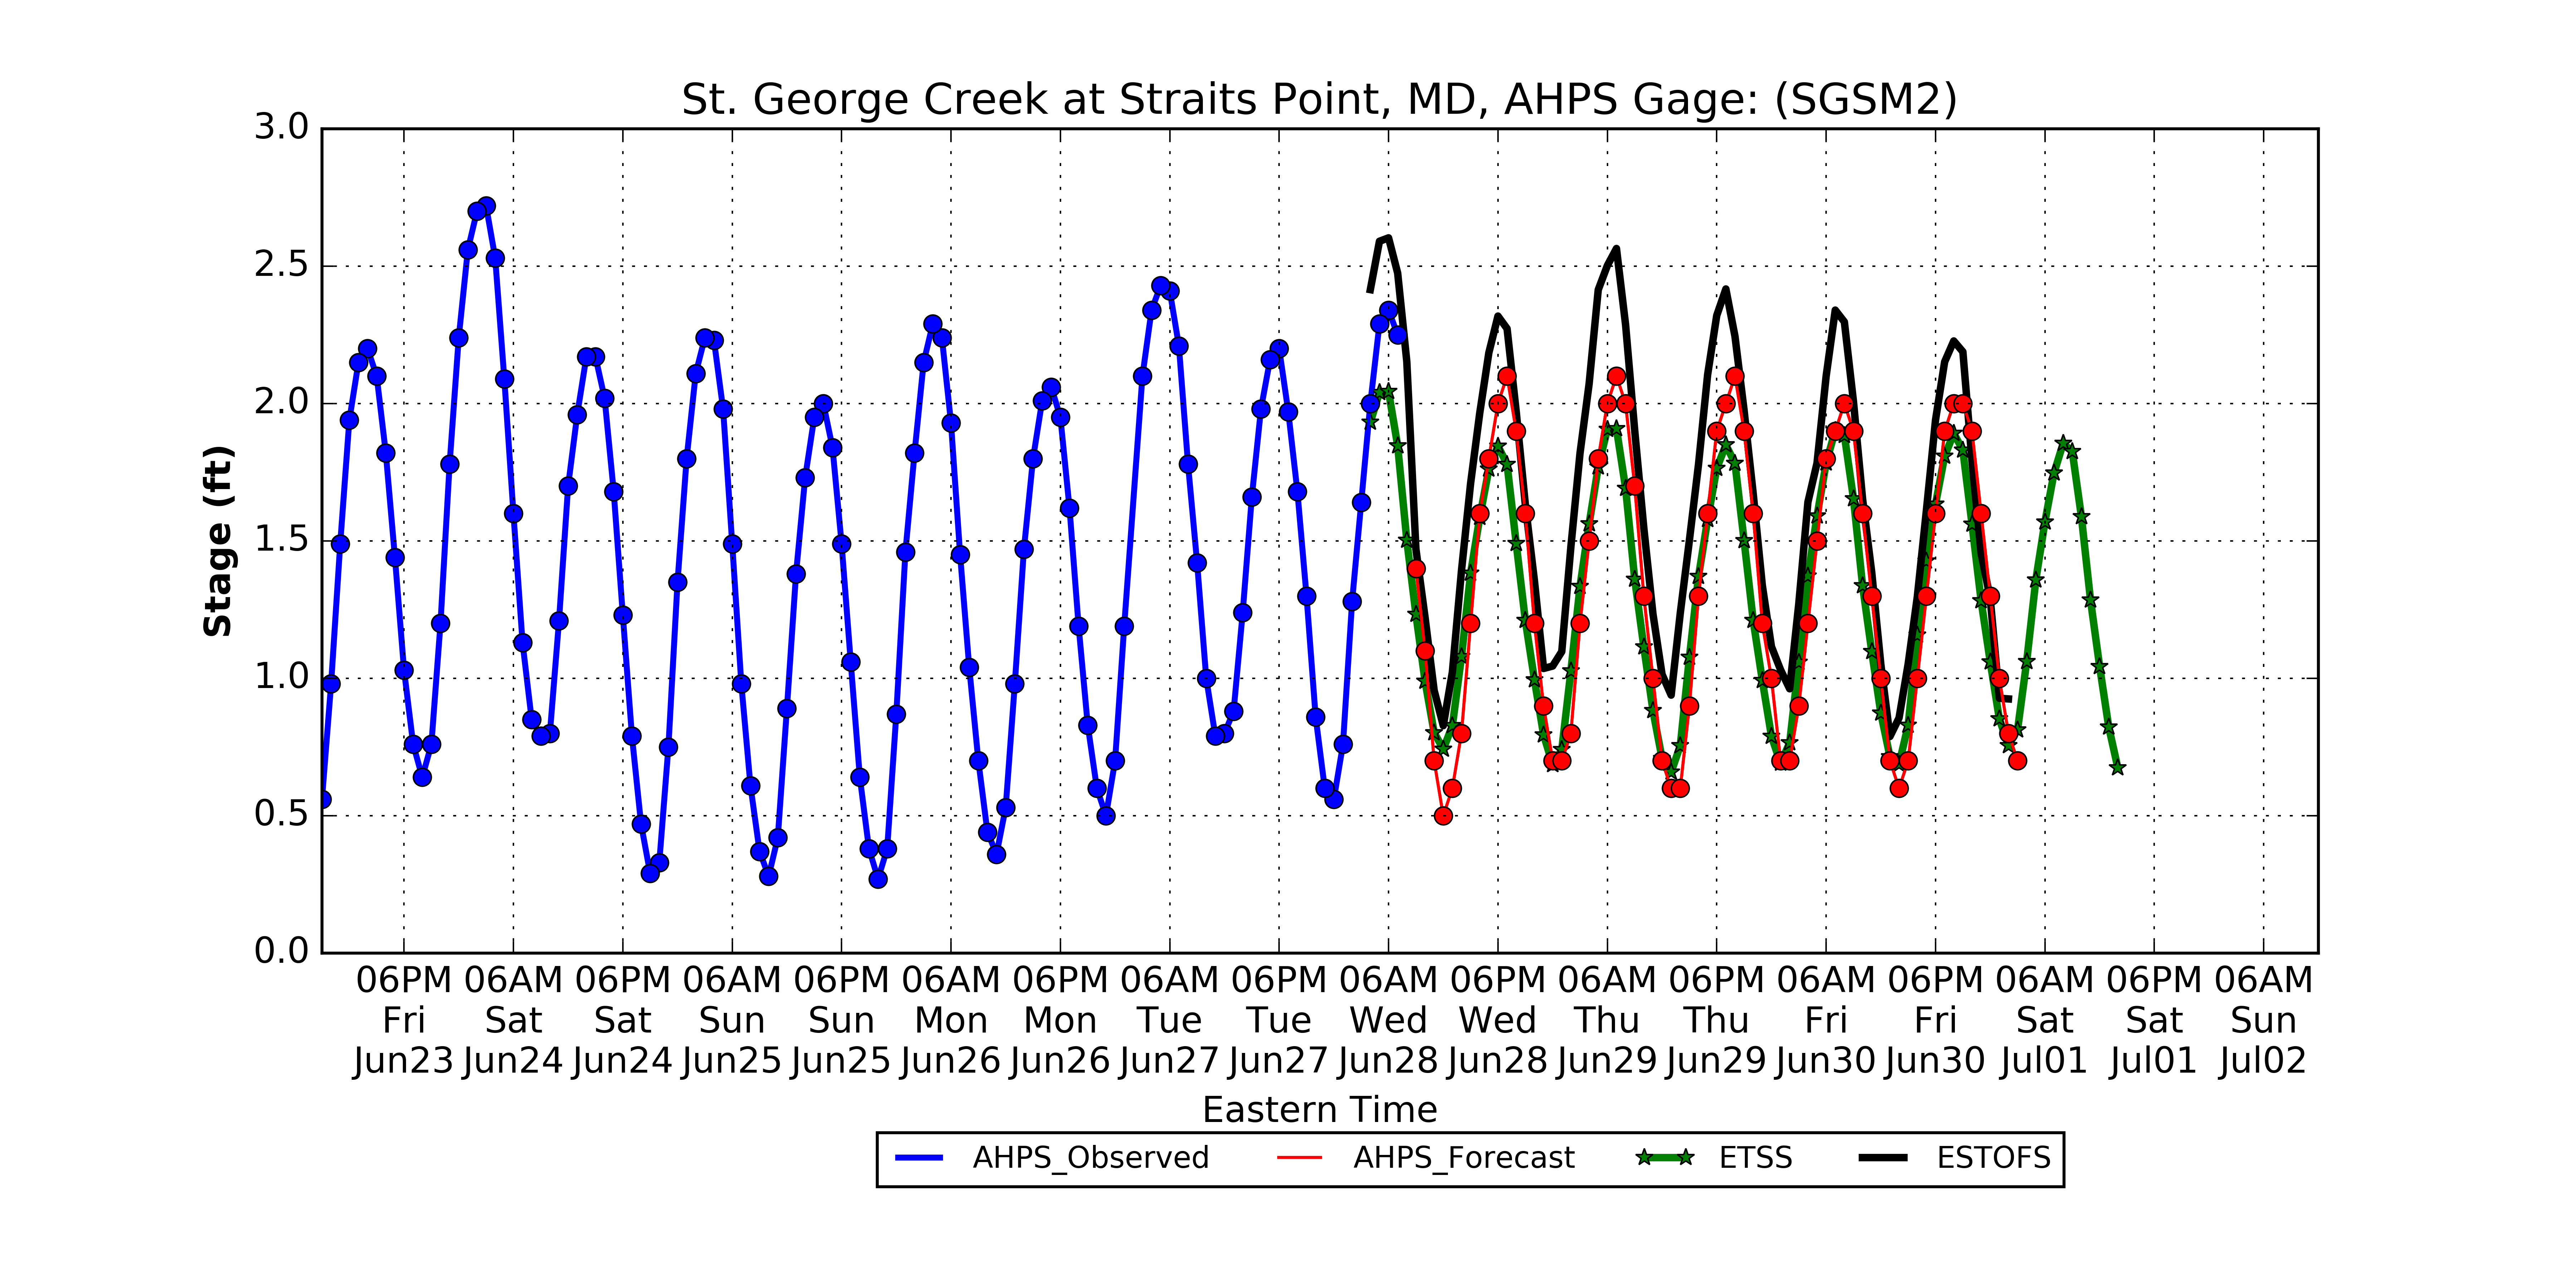 St. George Creek at Straits Point, MD, AHPS Gage: (SGSM2)
3.0
2.5
2.0
1.5
1.0
0.5
0.0
Stage (ft)
06PM 06AM 06PM 06AM 06PM 06AM 06PM 06AM 06PM 06AM 06PM 06AM 06PM 06AM 06PM 06AM 06PM 06AM
Fri Sat Sat Sun Sun Mon Mon Tue Tue Wed Wed Thu Thu Fri Fri Sat Sat Sun
Jun23 Jun24 Jun24 Jun25 Jun25 Jun26 Jun26 Jun27 Jun27 Jun28 Jun28 Jun29 Jun29 Jun30 Jun30 Jul01 Jul01 Jul02
Eastern Time
AHPS_Observed AHPS_Forecast ETSS ESTOFS